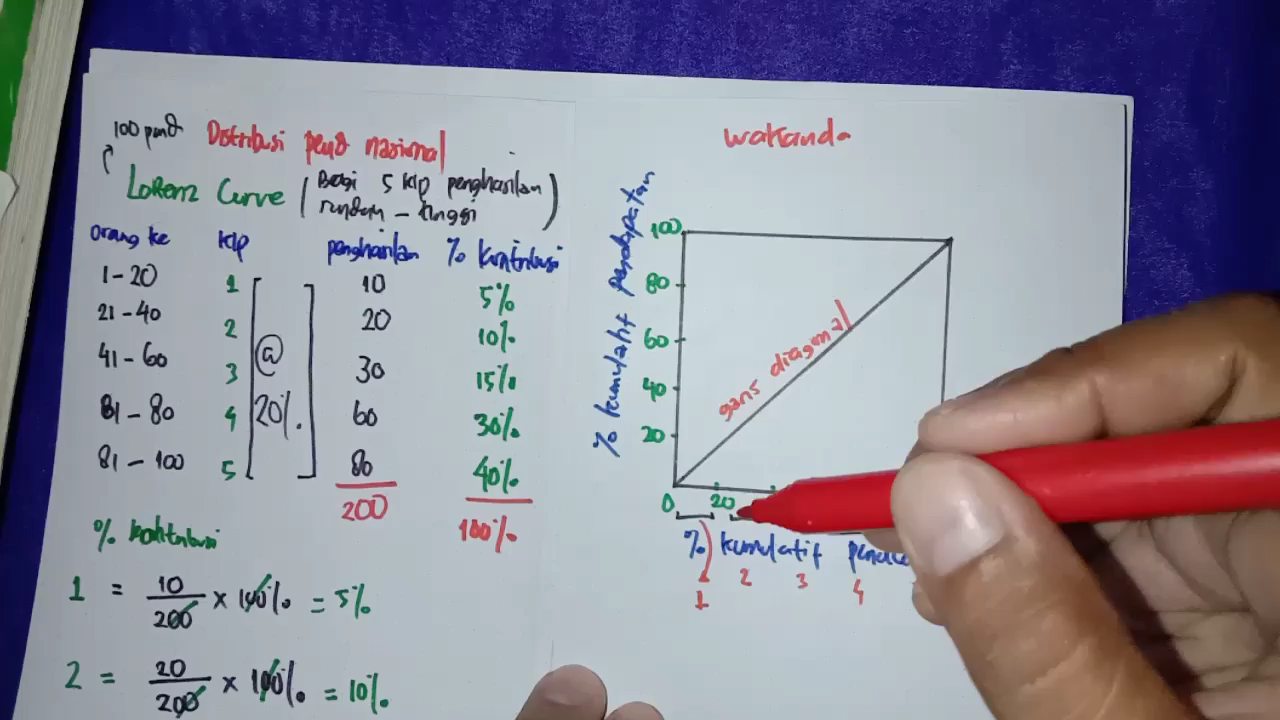 100 pend Distribusi pend nasional
Lorenz Curve (Bagi 5 klp penghasilan
rendah - tinggi)
orang ke klp penghasilan % kontribusi
1-20 1 10 5%
21-40 2 20 10%
41-60 3 @ 30 15%
81-80 4 20%. 60 30%
81-100 5 80 40%
200 100%
% kontribusi
1 = 10/200 x 100% = 5%
2 = 20/200 x 100% = 10%
Wakanda
% kumulatif pendapatan
100
80
60
40
20
garis diagonal
0 20
% kumulatif
1 2 3 4